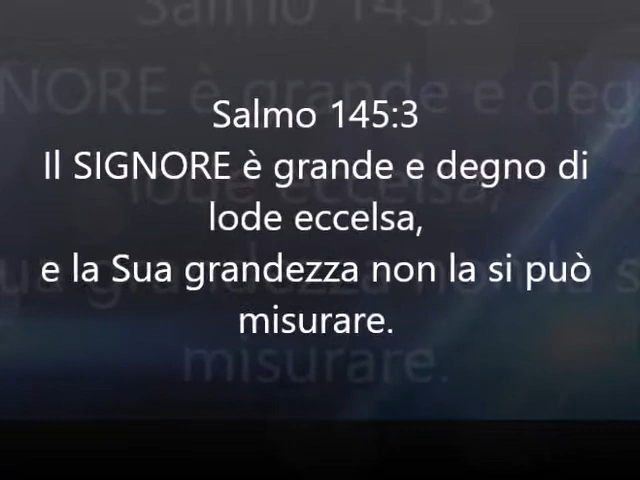 Salmo 145:3
Il SIGNORE è grande e degno di
lode eccelsa,
e la Sua grandezza non la si può
misurare.